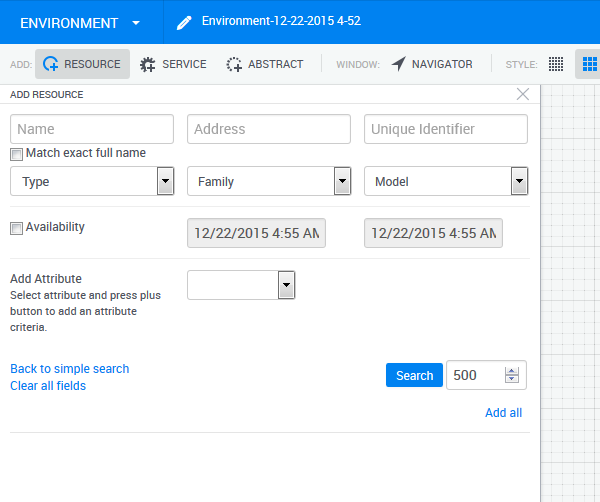 ENVIRONMENT
Environment-12-22-2015 4-52
ADD: RESOURCE SERVICE ABSTRACT WINDOW: NAVIGATOR STYLE:
ADD RESOURCE
Name Address Unique Identifier
Match exact full name
Type Family Model
Availability 12/22/2015 4:55 AM 12/22/2015 4:55 AM
Add Attribute
Select attribute and press plus
button to add an attribute
criteria.
Back to simple search
Search 500
Clear all fields
Add all